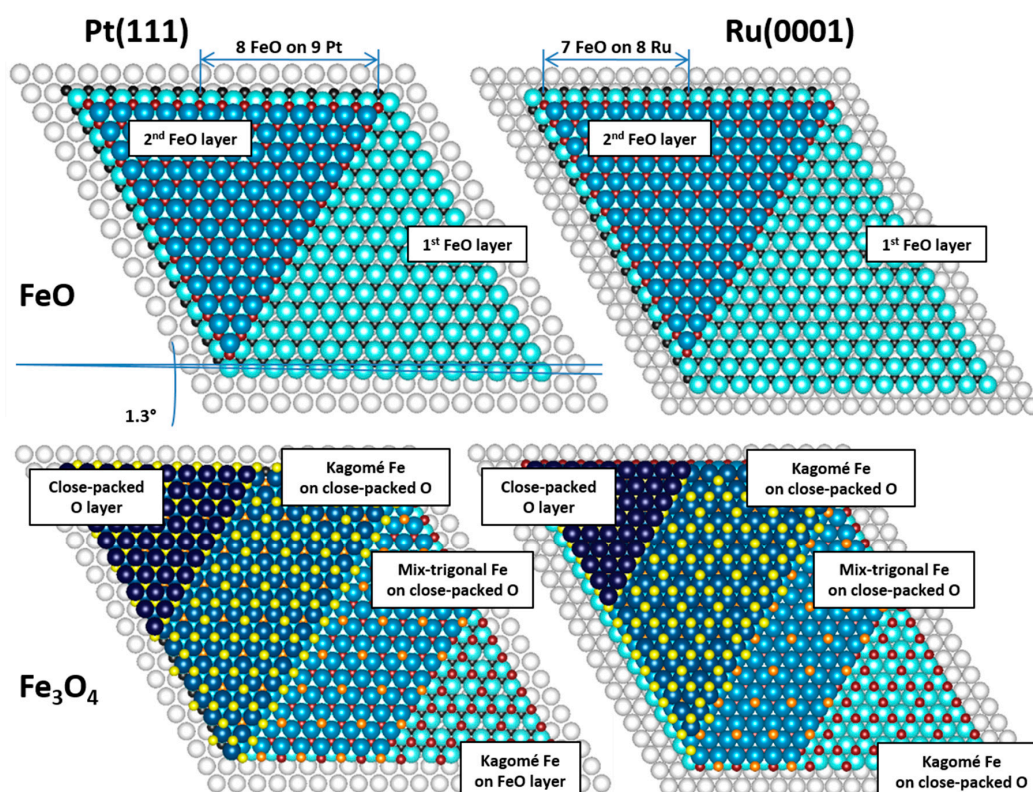 Pt(111)
Ru(0001)
8 FeO on 9 Pt
7 FeO on 8 Ru
2nd FeO layer
2nd FeO layer
1st FeO layer
1st FeO layer
FeO
1.3°
Close-packed
O layer
Kagomé Fe
on close-packed O
Close-packed
O layer
Kagomé Fe
on close-packed O
Mix-trigonal Fe
on close-packed O
Mix-trigonal Fe
on close-packed O
Fe₃O₄
Kagomé Fe
on FeO layer
Kagomé Fe
on close-packed O